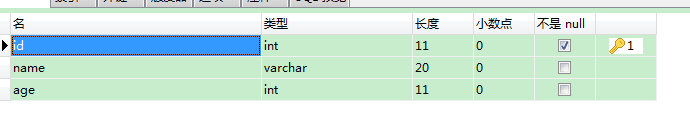 名 类型 长度 小数点 不是 null
id int 11 0 1
name varchar 20 0
age int 11 0